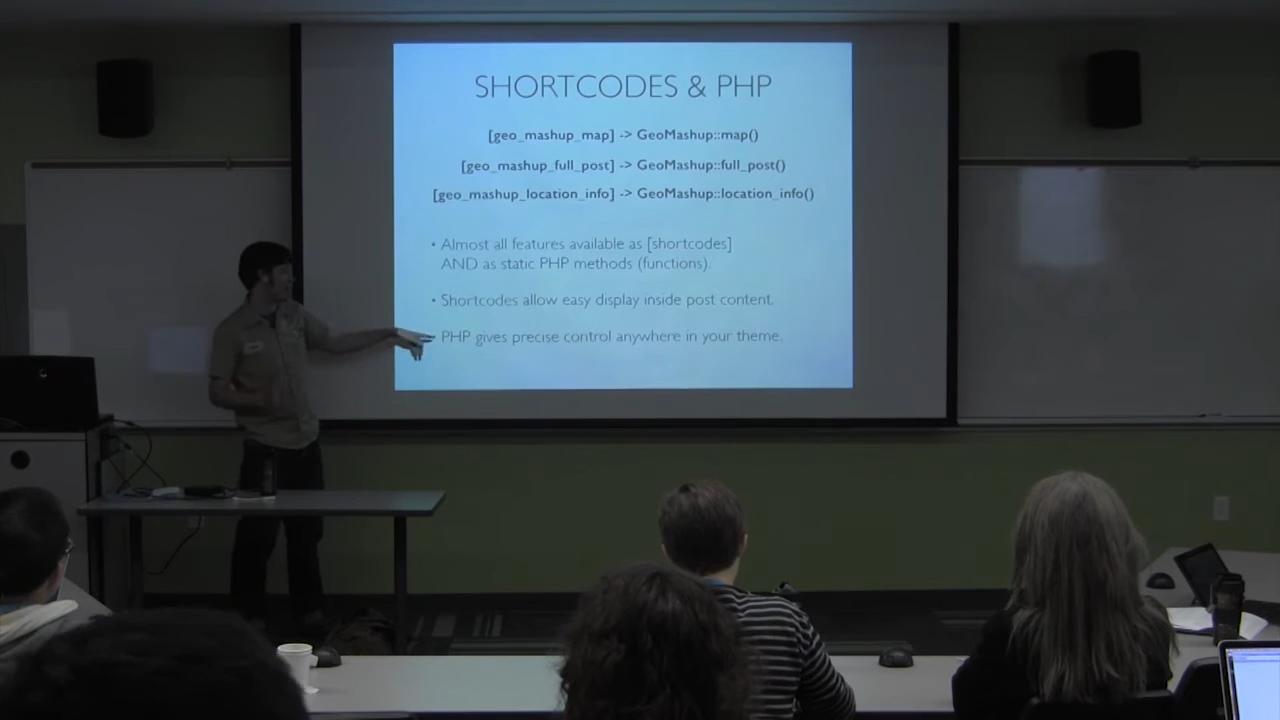 SHORTCODES & PHP
[geo_mashup_map] -> GeoMashup::map()
[geo_mashup_full_post] -> GeoMashup::full_post()
[geo_mashup_location_info] -> GeoMashup::location_info()
• Almost all features available as [shortcodes]
AND as static PHP methods (functions).
• Shortcodes allow easy display inside post content.
• PHP gives precise control anywhere in your theme.